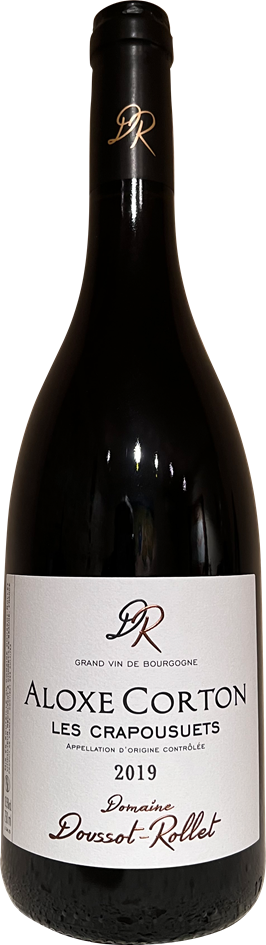 DR
DR
GRAND VIN DE BOURGOGNE
ALOXE CORTON
LES CRAPOUSUETS
APPELLATION D'ORIGINE CONTRÔLÉE
2019
Domaine
Doussot-Rollet